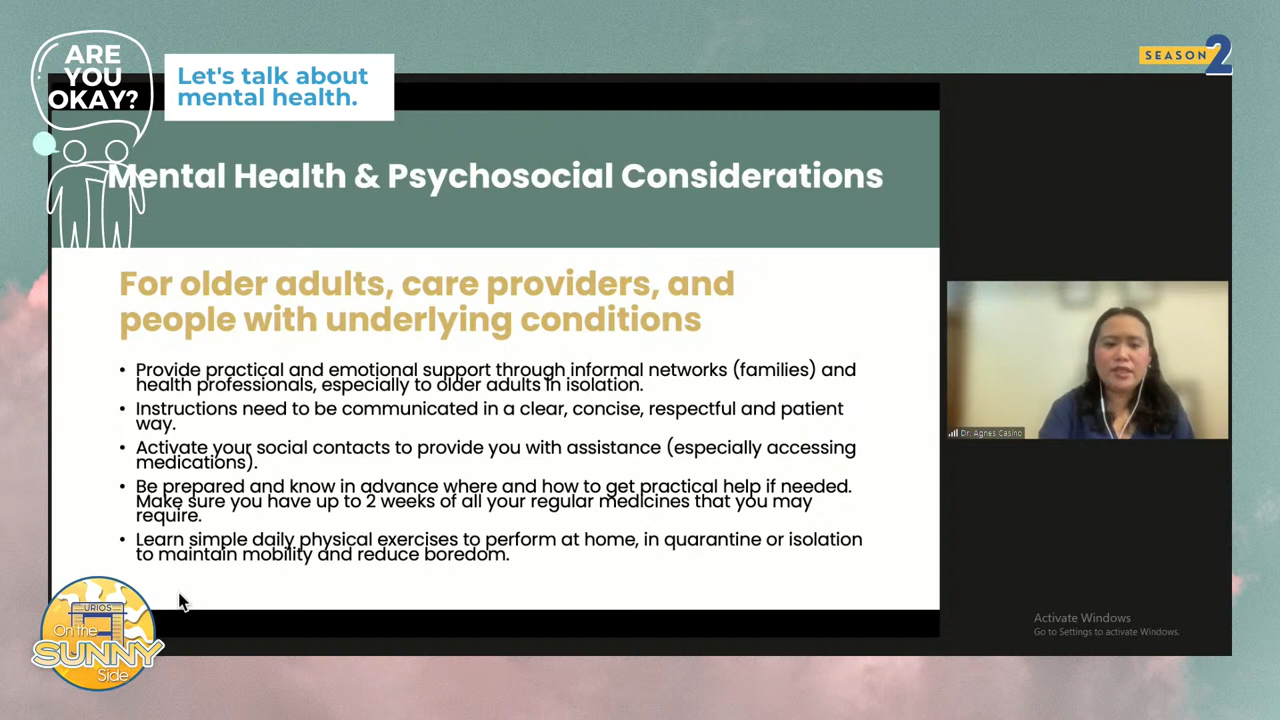 ARE
YOU
OKAY?
Let's talk about
mental health.
SEASON 2
Mental Health & Psychosocial Considerations
For older adults, care providers, and
people with underlying conditions
• Provide practical and emotional support through informal networks (families) and
health professionals, especially to older adults in isolation.
• Instructions need to be communicated in a clear, concise, respectful and patient
way.
• Activate your social contacts to provide you with assistance (especially accessing
medications).
• Be prepared and know in advance where and how to get practical help if needed.
Make sure you have up to 2 weeks of all your regular medicines that you may
require.
• Learn simple daily physical exercises to perform at home, in quarantine or isolation
to maintain mobility and reduce boredom.
Dr. Agnes Casino
URIOS
On the
SUNNY
Side
Activate Windows
Go to Settings to activate Windows.